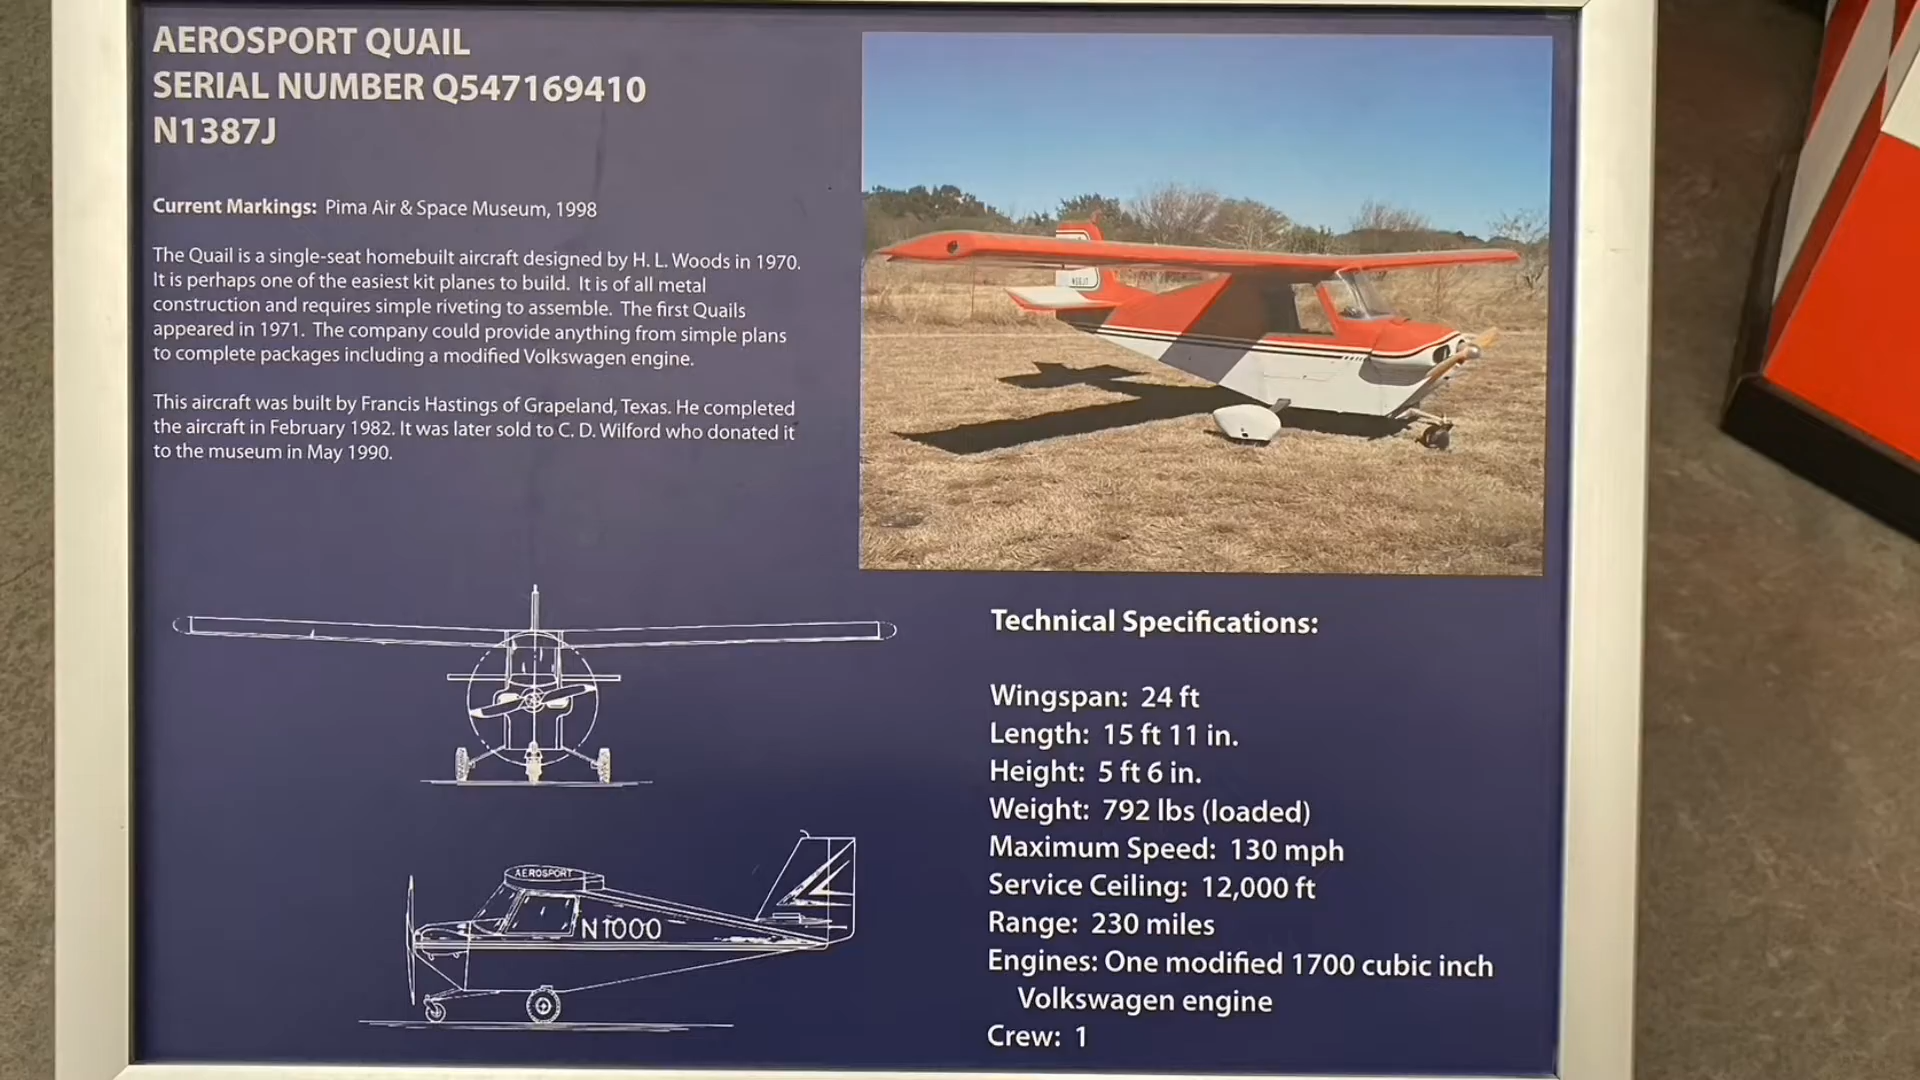 AEROSPORT QUAIL
SERIAL NUMBER Q547169410
N1387J
Current Markings: Pima Air & Space Museum, 1998
The Quail is a single-seat homebuilt aircraft designed by H. L. Woods in 1970.
It is perhaps one of the easiest kit planes to build. It is of all metal
construction and requires simple riveting to assemble. The first Quails
appeared in 1971. The company could provide anything from simple plans
to complete packages including a modified Volkswagen engine.
This aircraft was built by Francis Hastings of Grapeland, Texas. He completed
the aircraft in February 1982. It was later sold to C. D. Wilford who donated it
to the museum in May 1990.
AEROSPORT
N1000
Technical Specifications:
Wingspan: 24 ft
Length: 15 ft 11 in.
Height: 5 ft 6 in.
Weight: 792 lbs (loaded)
Maximum Speed: 130 mph
Service Ceiling: 12,000 ft
Range: 230 miles
Engines: One modified 1700 cubic inch
Volkswagen engine
Crew: 1